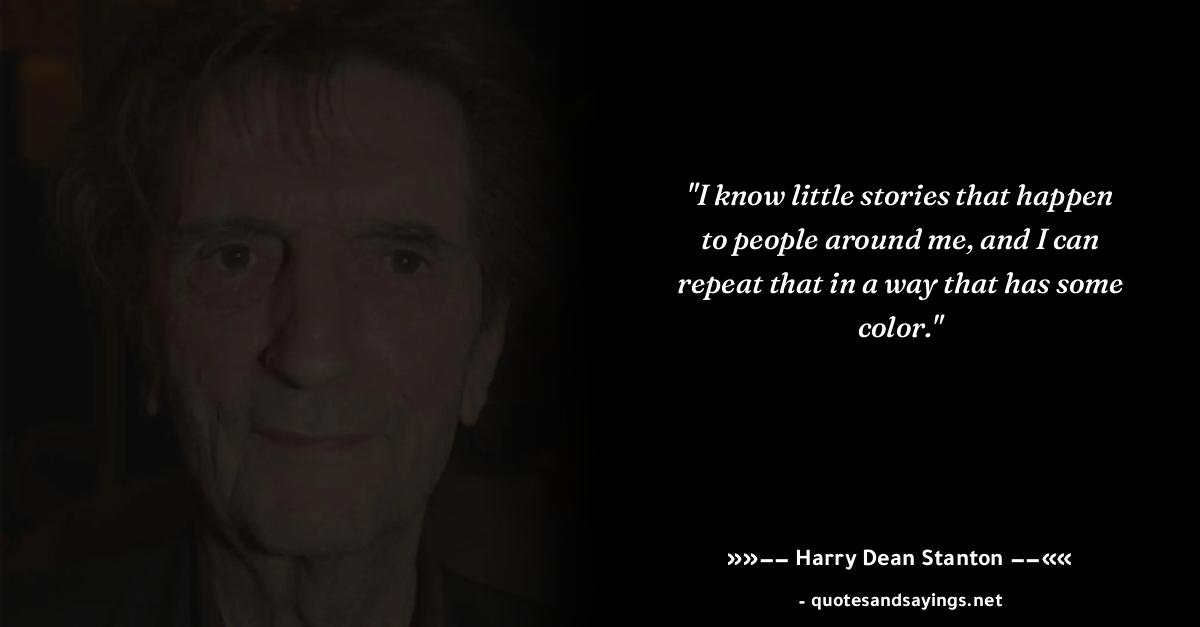 "I know little stories that happen
to people around me, and I can
repeat that in a way that has some
color."
»»–– Harry Dean Stanton ––««
- quotesandsayings.net